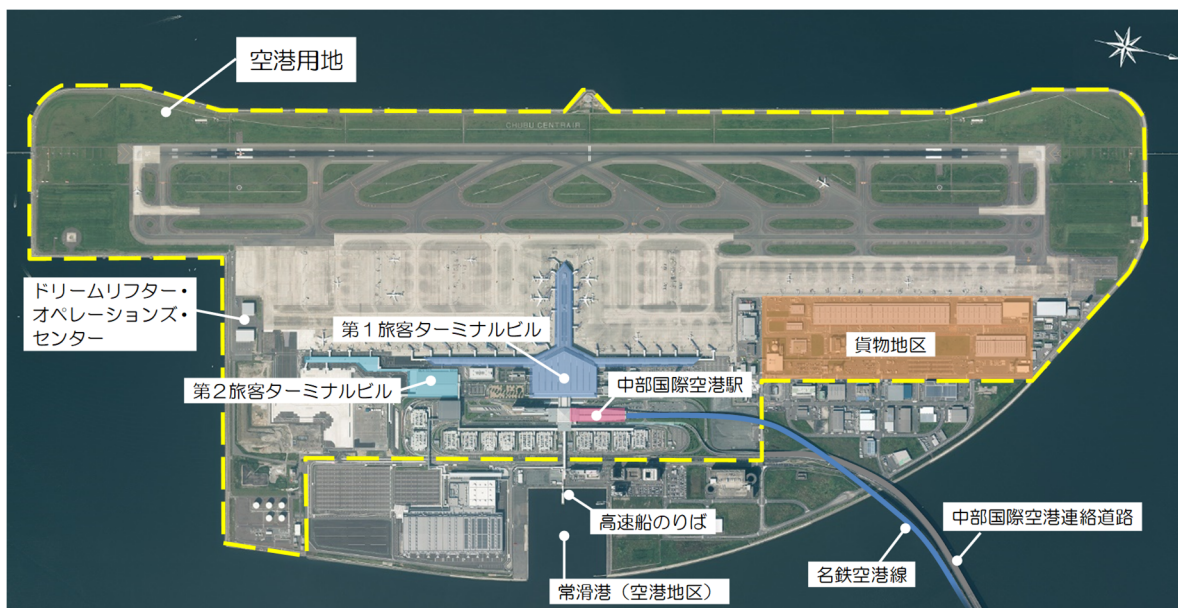 空港用地
CHUBU CENTRAIR
ドリームリフター・
オペレーションズ・
センター
第１旅客ターミナルビル
貨物地区
第２旅客ターミナルビル
中部国際空港駅
高速船のりば
中部国際空港連絡道路
名鉄空港線
常滑港（空港地区）